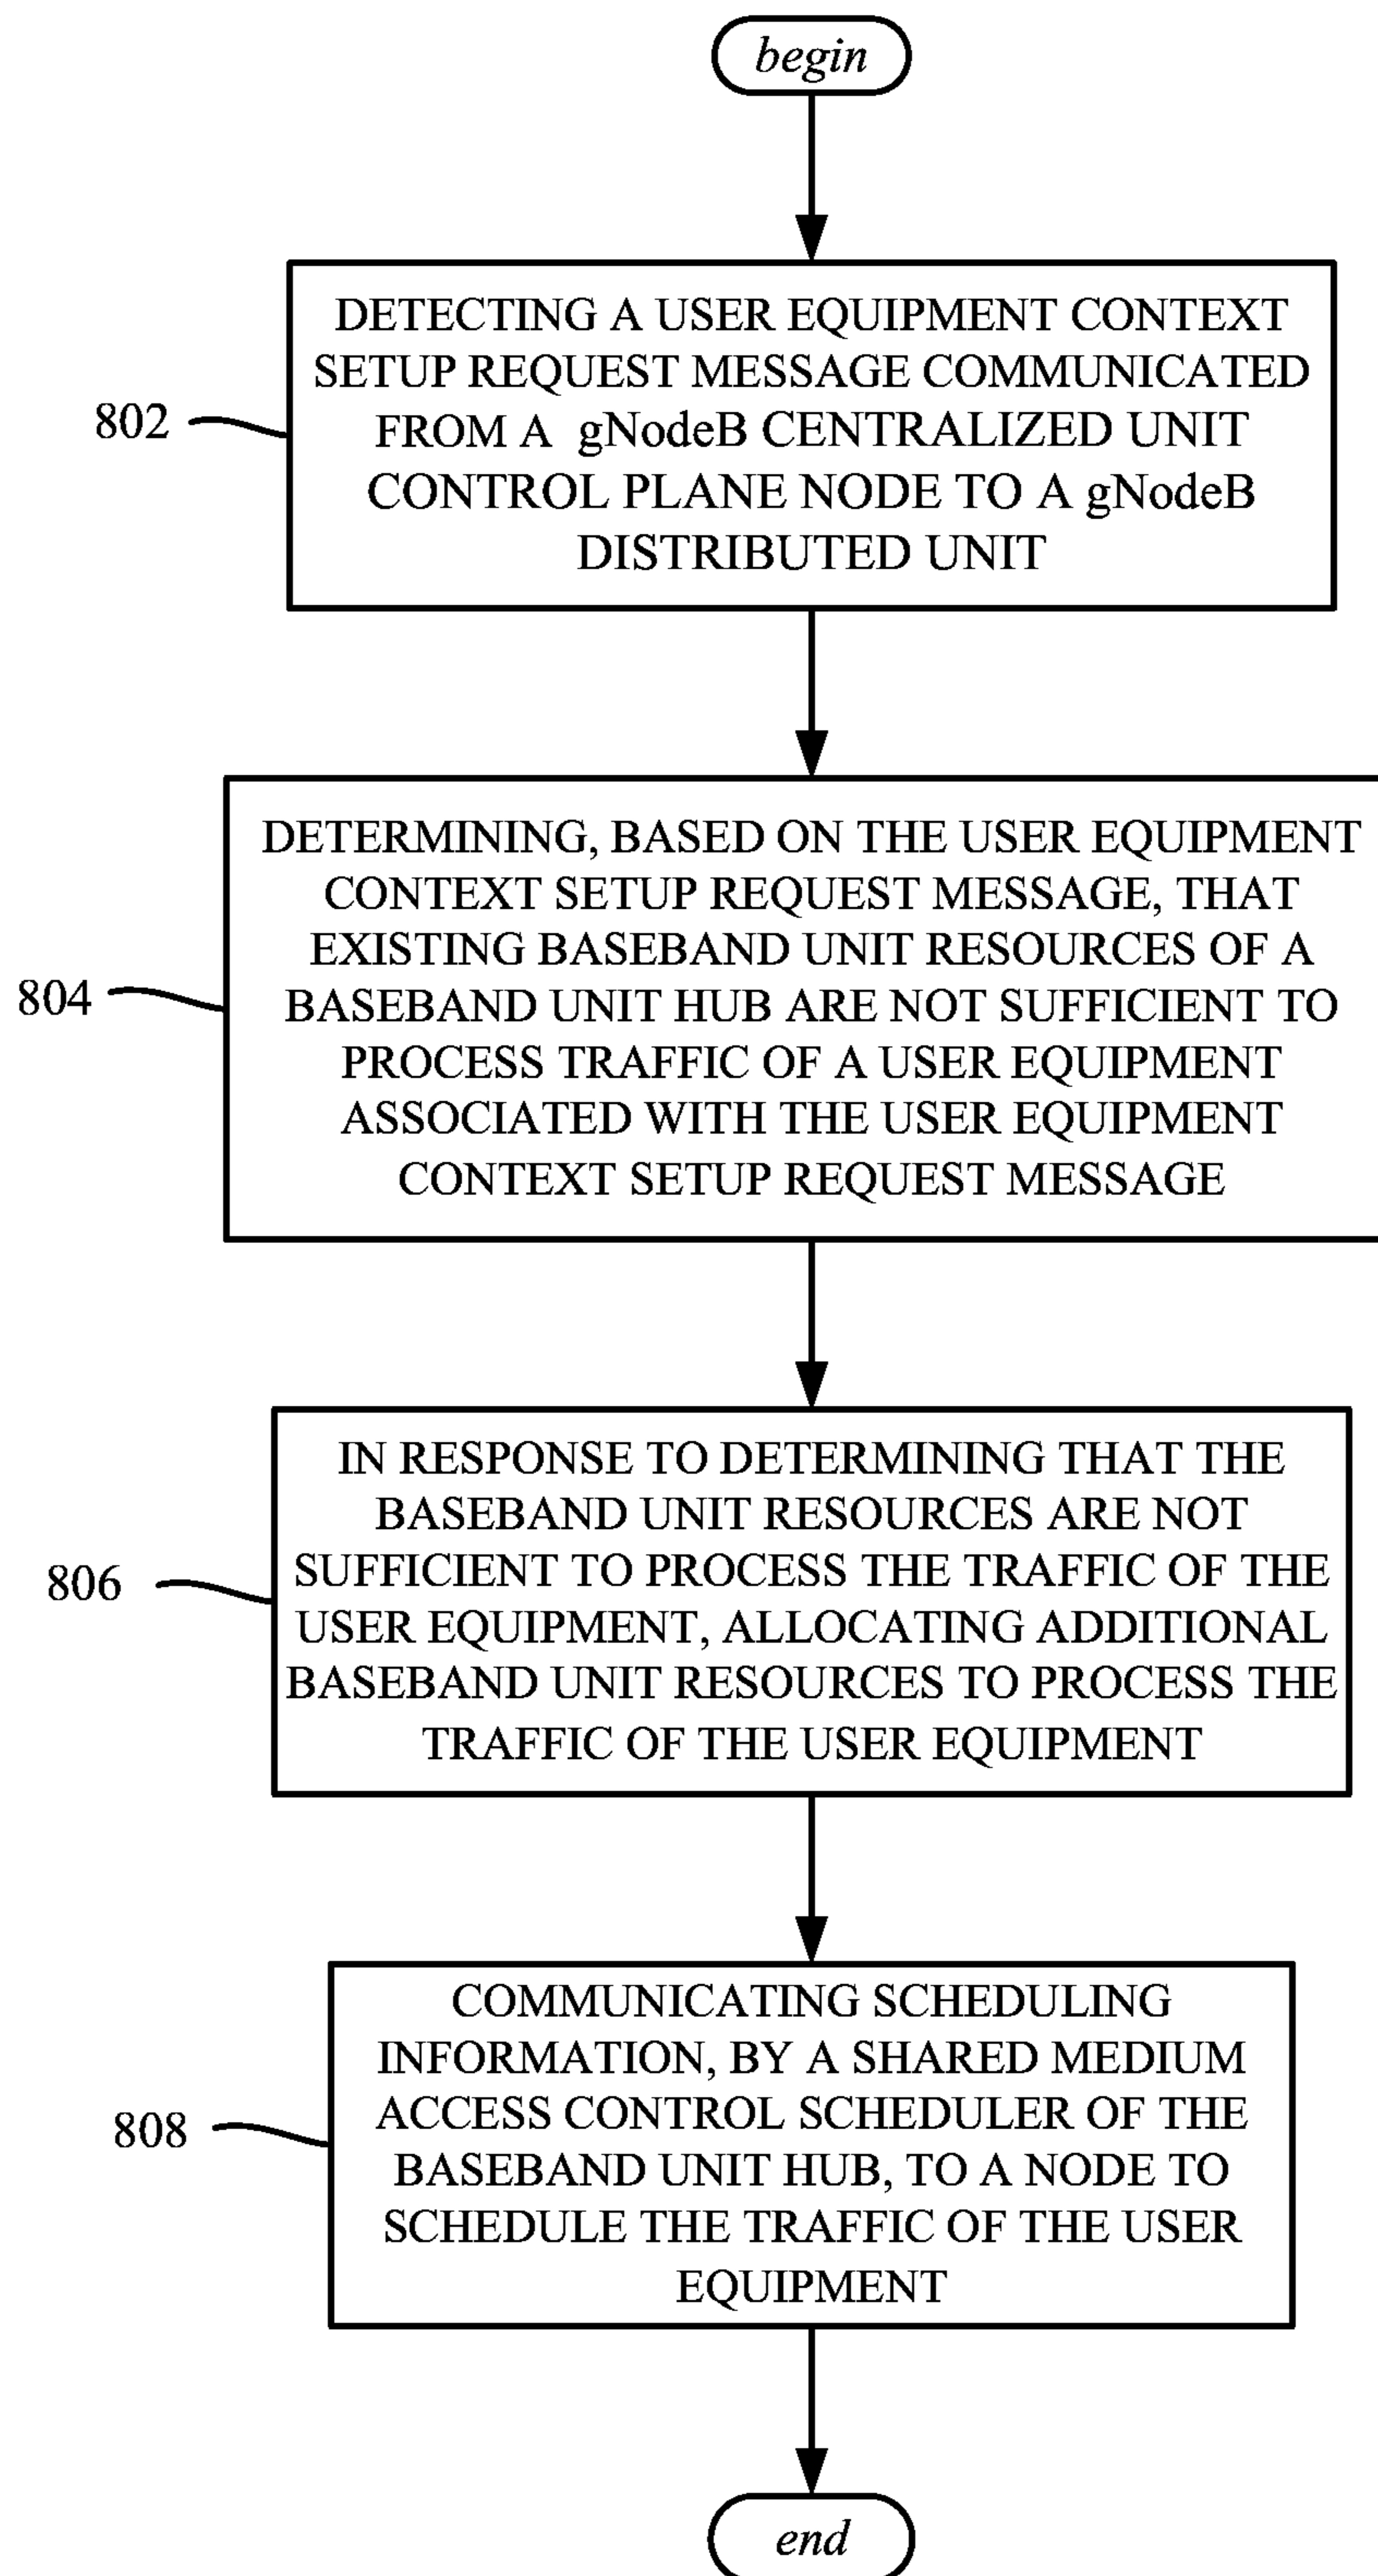 begin
DETECTING A USER EQUIPMENT CONTEXT
SETUP REQUEST MESSAGE COMMUNICATED
FROM A gNodeB CENTRALIZED UNIT
CONTROL PLANE NODE TO A gNodeB
DISTRIBUTED UNIT
802
DETERMINING, BASED ON THE USER EQUIPMENT
CONTEXT SETUP REQUEST MESSAGE, THAT
EXISTING BASEBAND UNIT RESOURCES OF A
BASEBAND UNIT HUB ARE NOT SUFFICIENT TO
PROCESS TRAFFIC OF A USER EQUIPMENT
ASSOCIATED WITH THE USER EQUIPMENT
CONTEXT SETUP REQUEST MESSAGE
804
IN RESPONSE TO DETERMINING THAT THE
BASEBAND UNIT RESOURCES ARE NOT
SUFFICIENT TO PROCESS THE TRAFFIC OF THE
USER EQUIPMENT, ALLOCATING ADDITIONAL
BASEBAND UNIT RESOURCES TO PROCESS THE
TRAFFIC OF THE USER EQUIPMENT
806
COMMUNICATING SCHEDULING
INFORMATION, BY A SHARED MEDIUM
ACCESS CONTROL SCHEDULER OF THE
BASEBAND UNIT HUB, TO A NODE TO
SCHEDULE THE TRAFFIC OF THE USER
EQUIPMENT
808
end